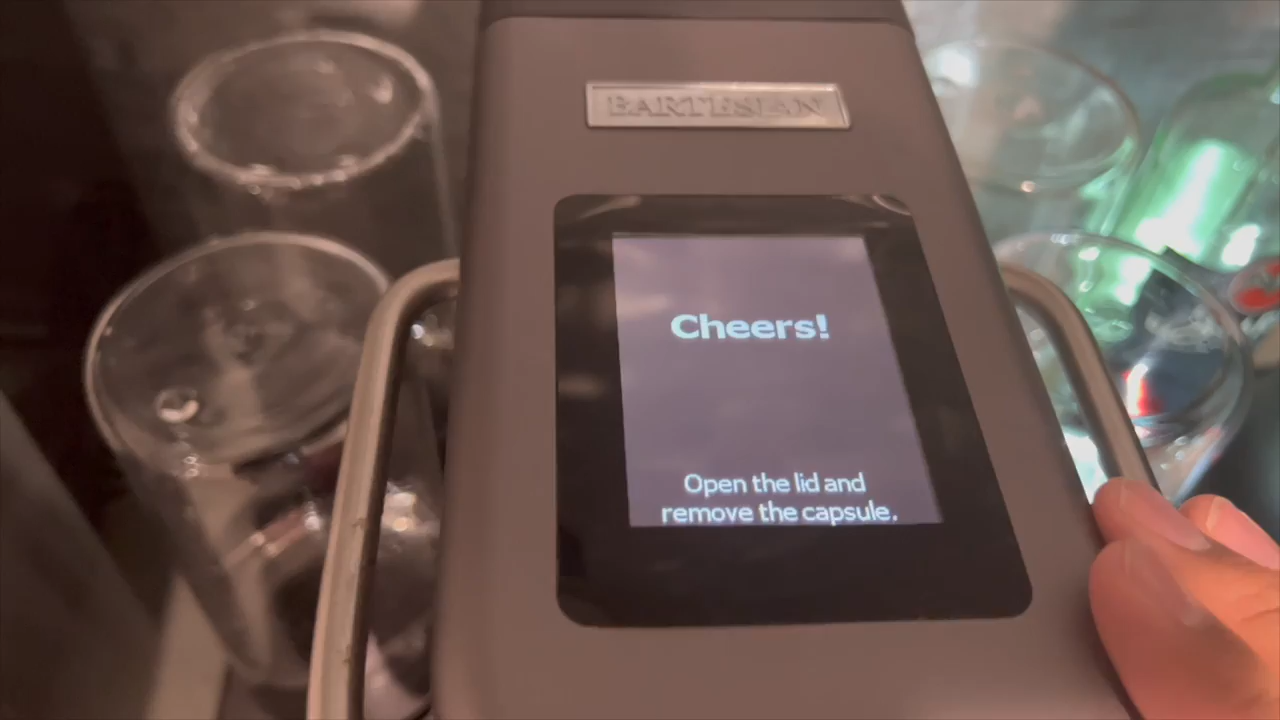 BARTESIAN
Cheers!
Open the lid and
remove the capsule.